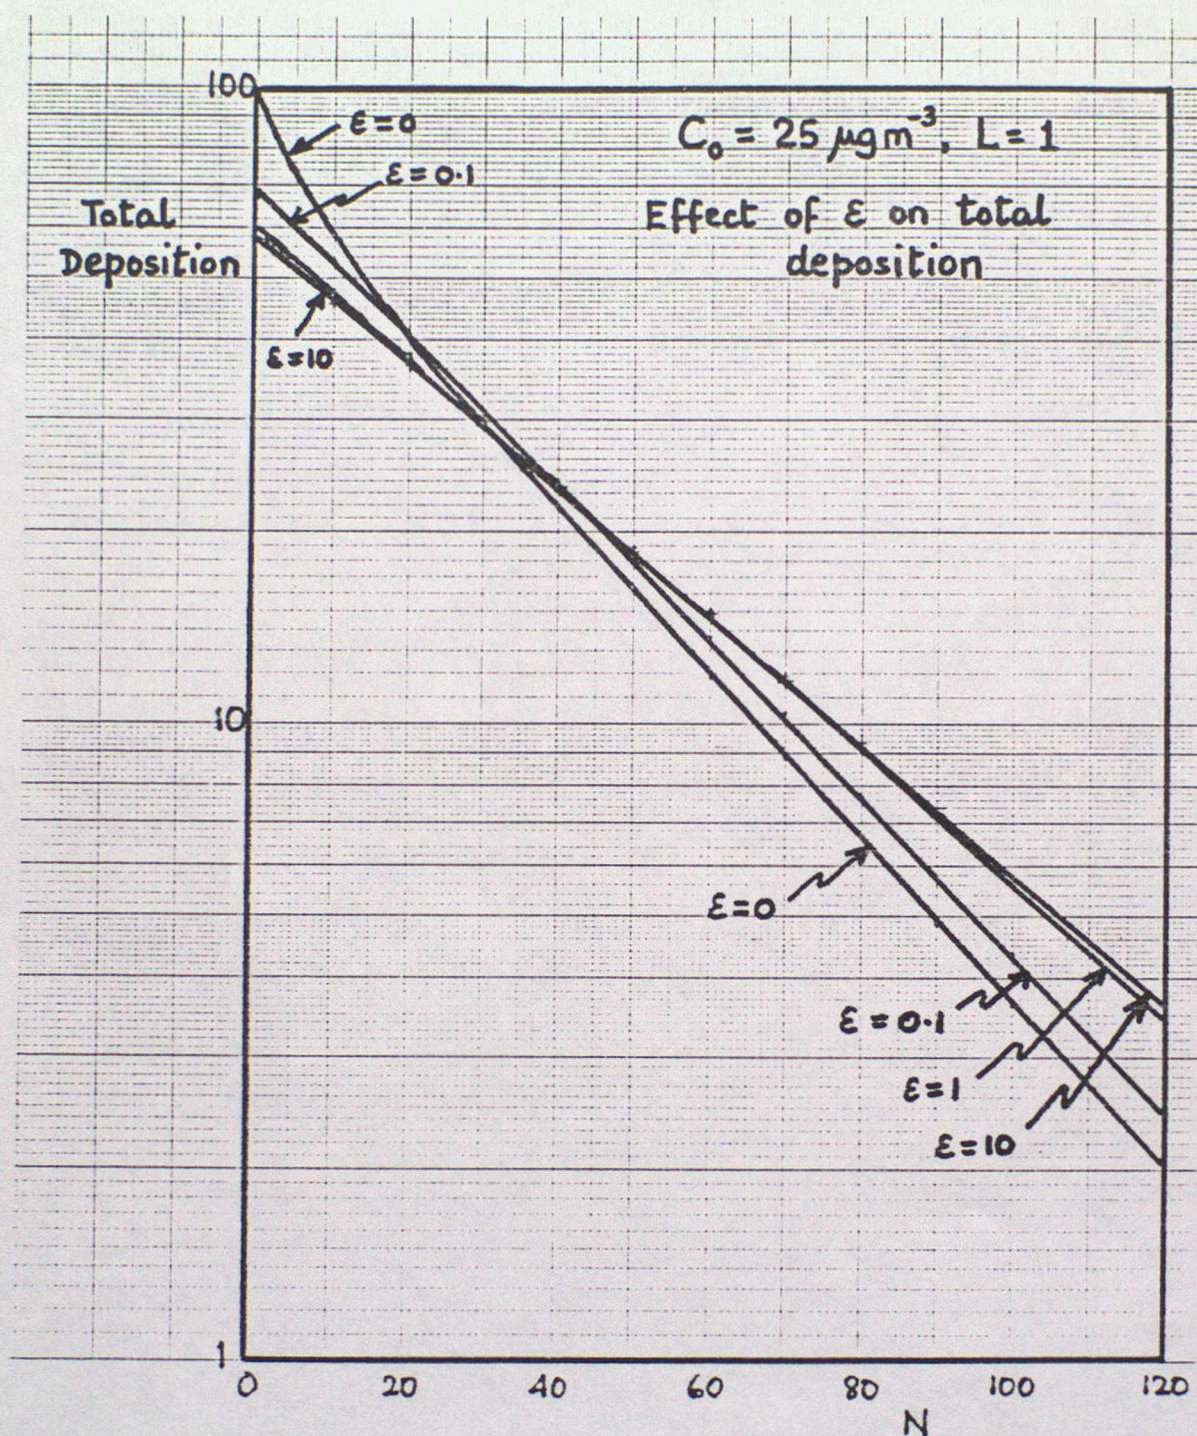 100
ε=0
C₀ = 25 μgm⁻³, L=1
ε=0·1
Total
Deposition
Effect of ε on total
deposition
ε=10
10
ε=0
ε=0·1
ε=1
ε=10
1
0 20 40 60 80 100 120
N